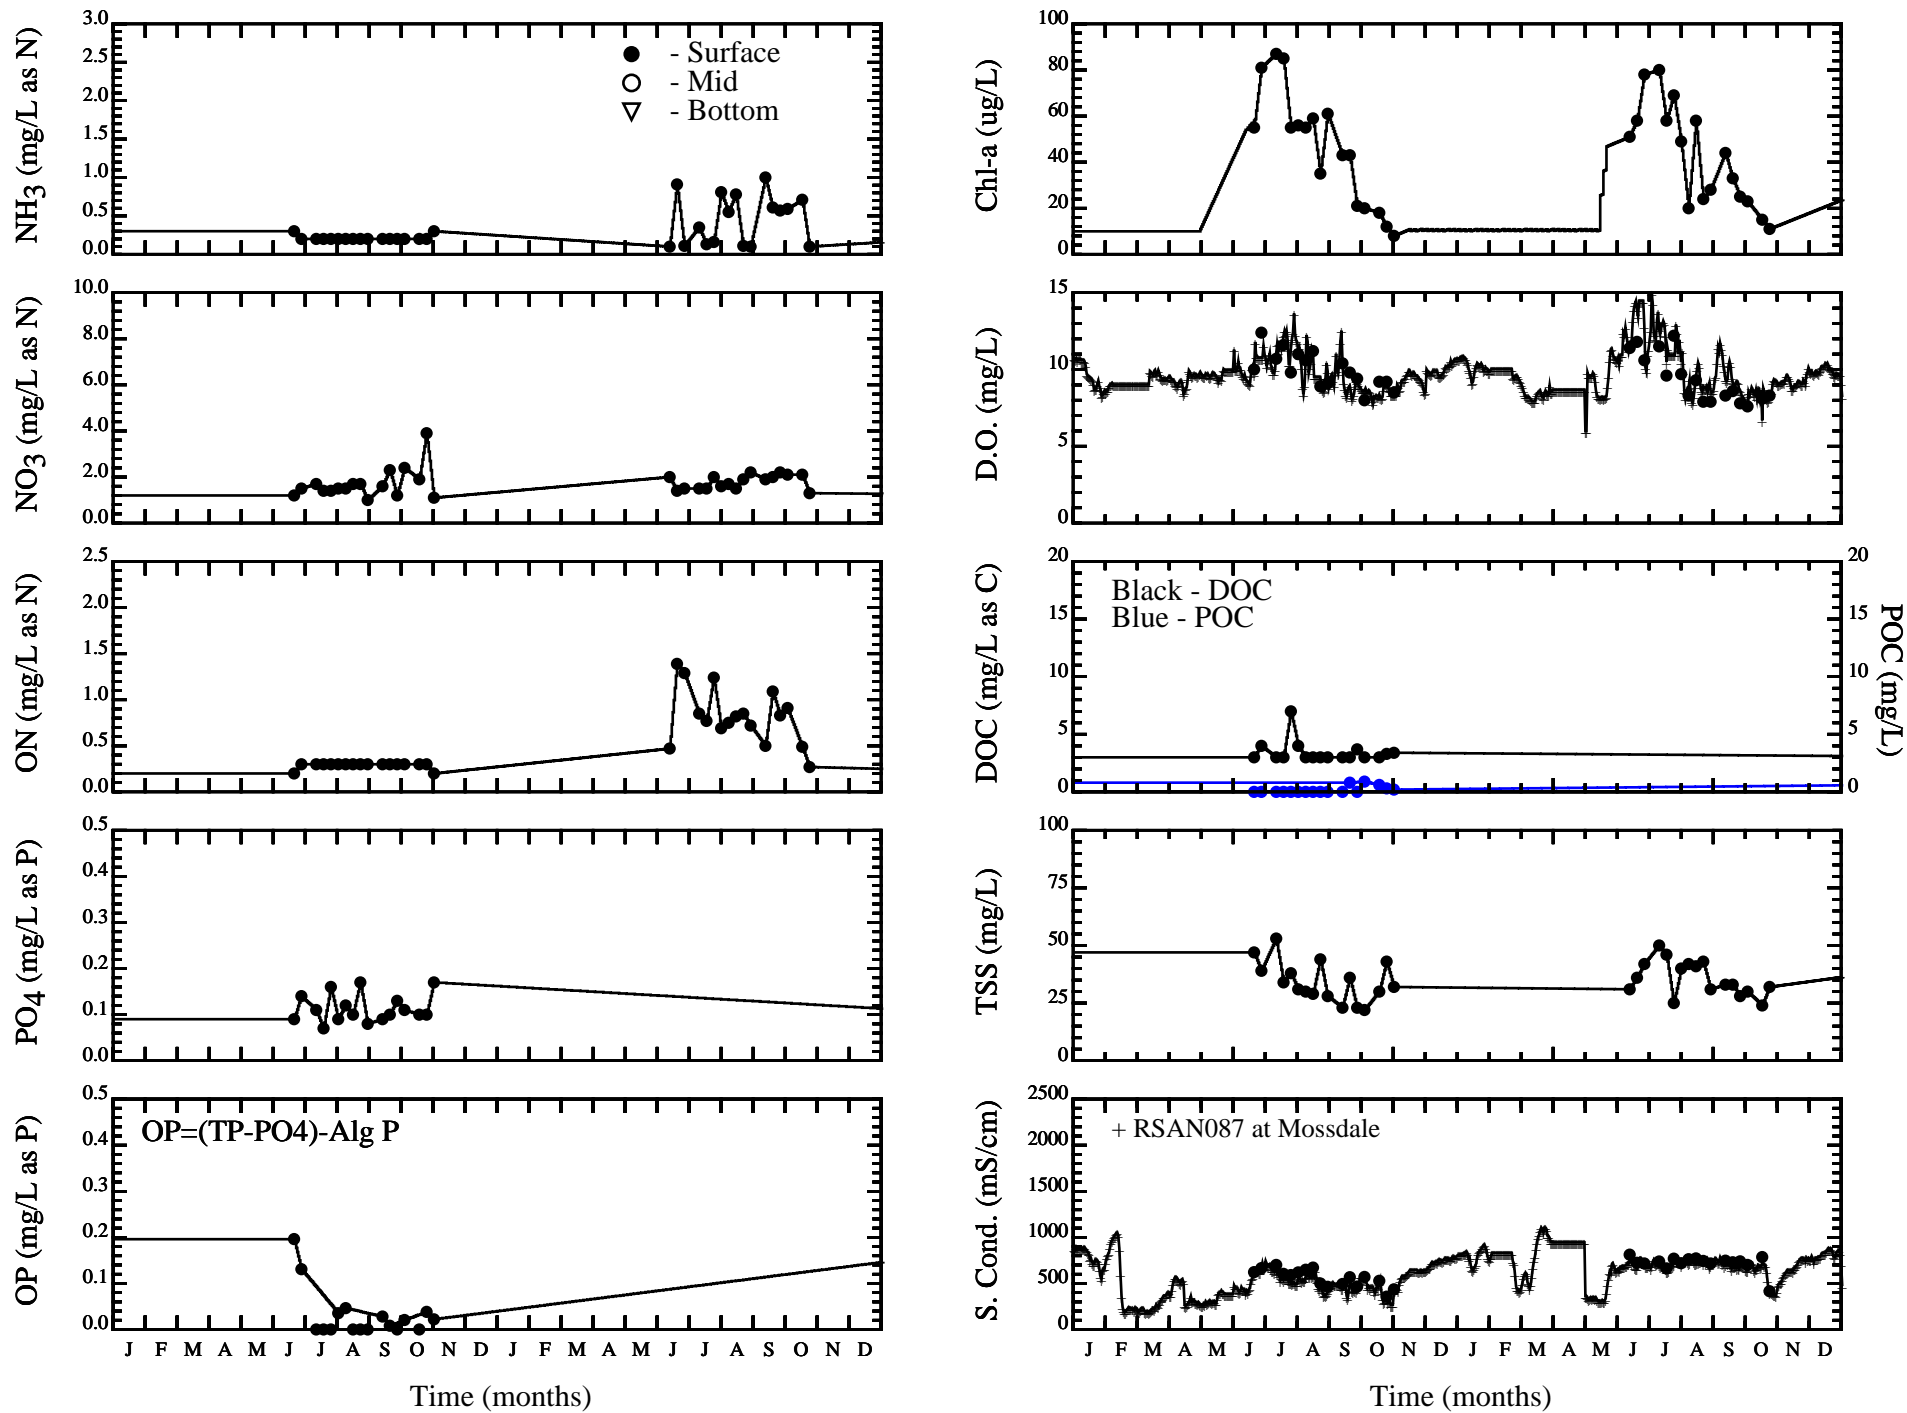 NH3 (mg/L as N)
3.0
2.5
2.0
1.5
1.0
0.5
0.0
- Surface
- Mid
- Bottom
NO3 (mg/L as N)
10.0
8.0
6.0
4.0
2.0
0.0
ON (mg/L as N)
2.5
2.0
1.5
1.0
0.5
0.0
PO4 (mg/L as P)
0.5
0.4
0.3
0.2
0.1
0.0
OP (mg/L as P)
0.5
0.4
0.3
0.2
0.1
0.0
OP=(TP-PO4)-Alg P
J F M A M J J A S O N D J F M A M J J A S O N D
Time (months)
Chl-a (ug/L)
100
80
60
40
20
0
D.O. (mg/L)
15
10
5
0
DOC (mg/L as C)
20
15
10
5
0
Black - DOC
Blue - POC
20
15
10
5
0
POC (mg/L)
TSS (mg/L)
100
75
50
25
0
S. Cond. (mS/cm)
2500
2000
1500
1000
500
0
+ RSAN087 at Mossdale
J F M A M J J A S O N D J F M A M J J A S O N D
Time (months)